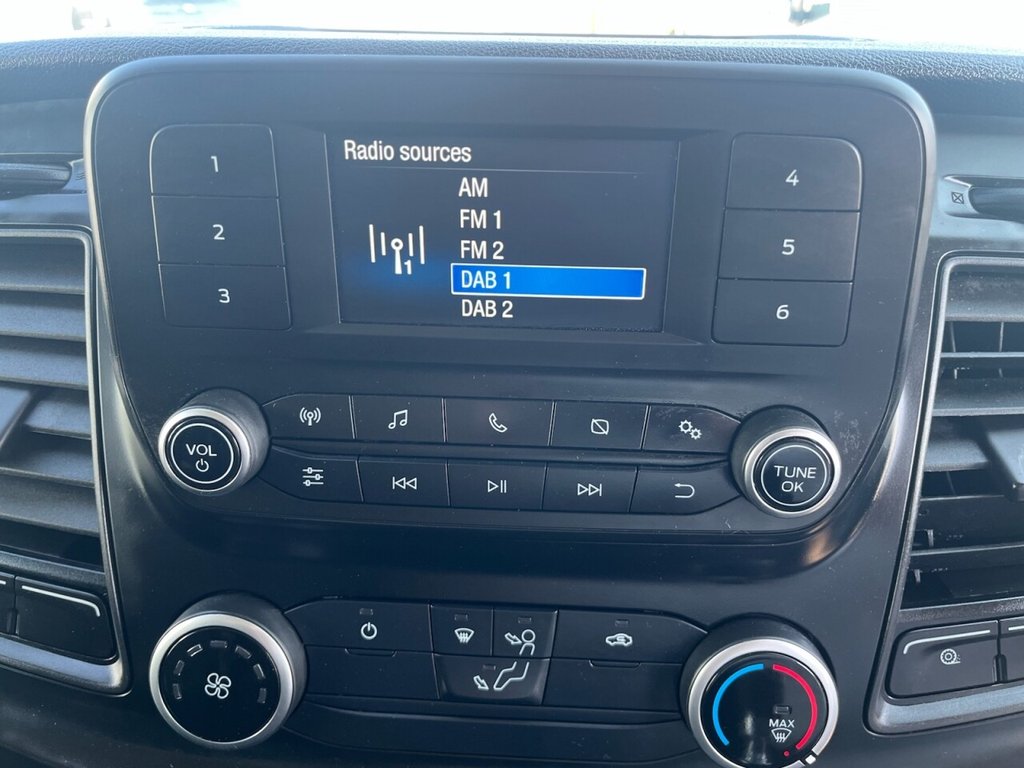 Radio sources
AM
FM 1
FM 2
DAB 1
DAB 2
1
1
2
3
4
5
6
VOL
TUNE
OK
MAX